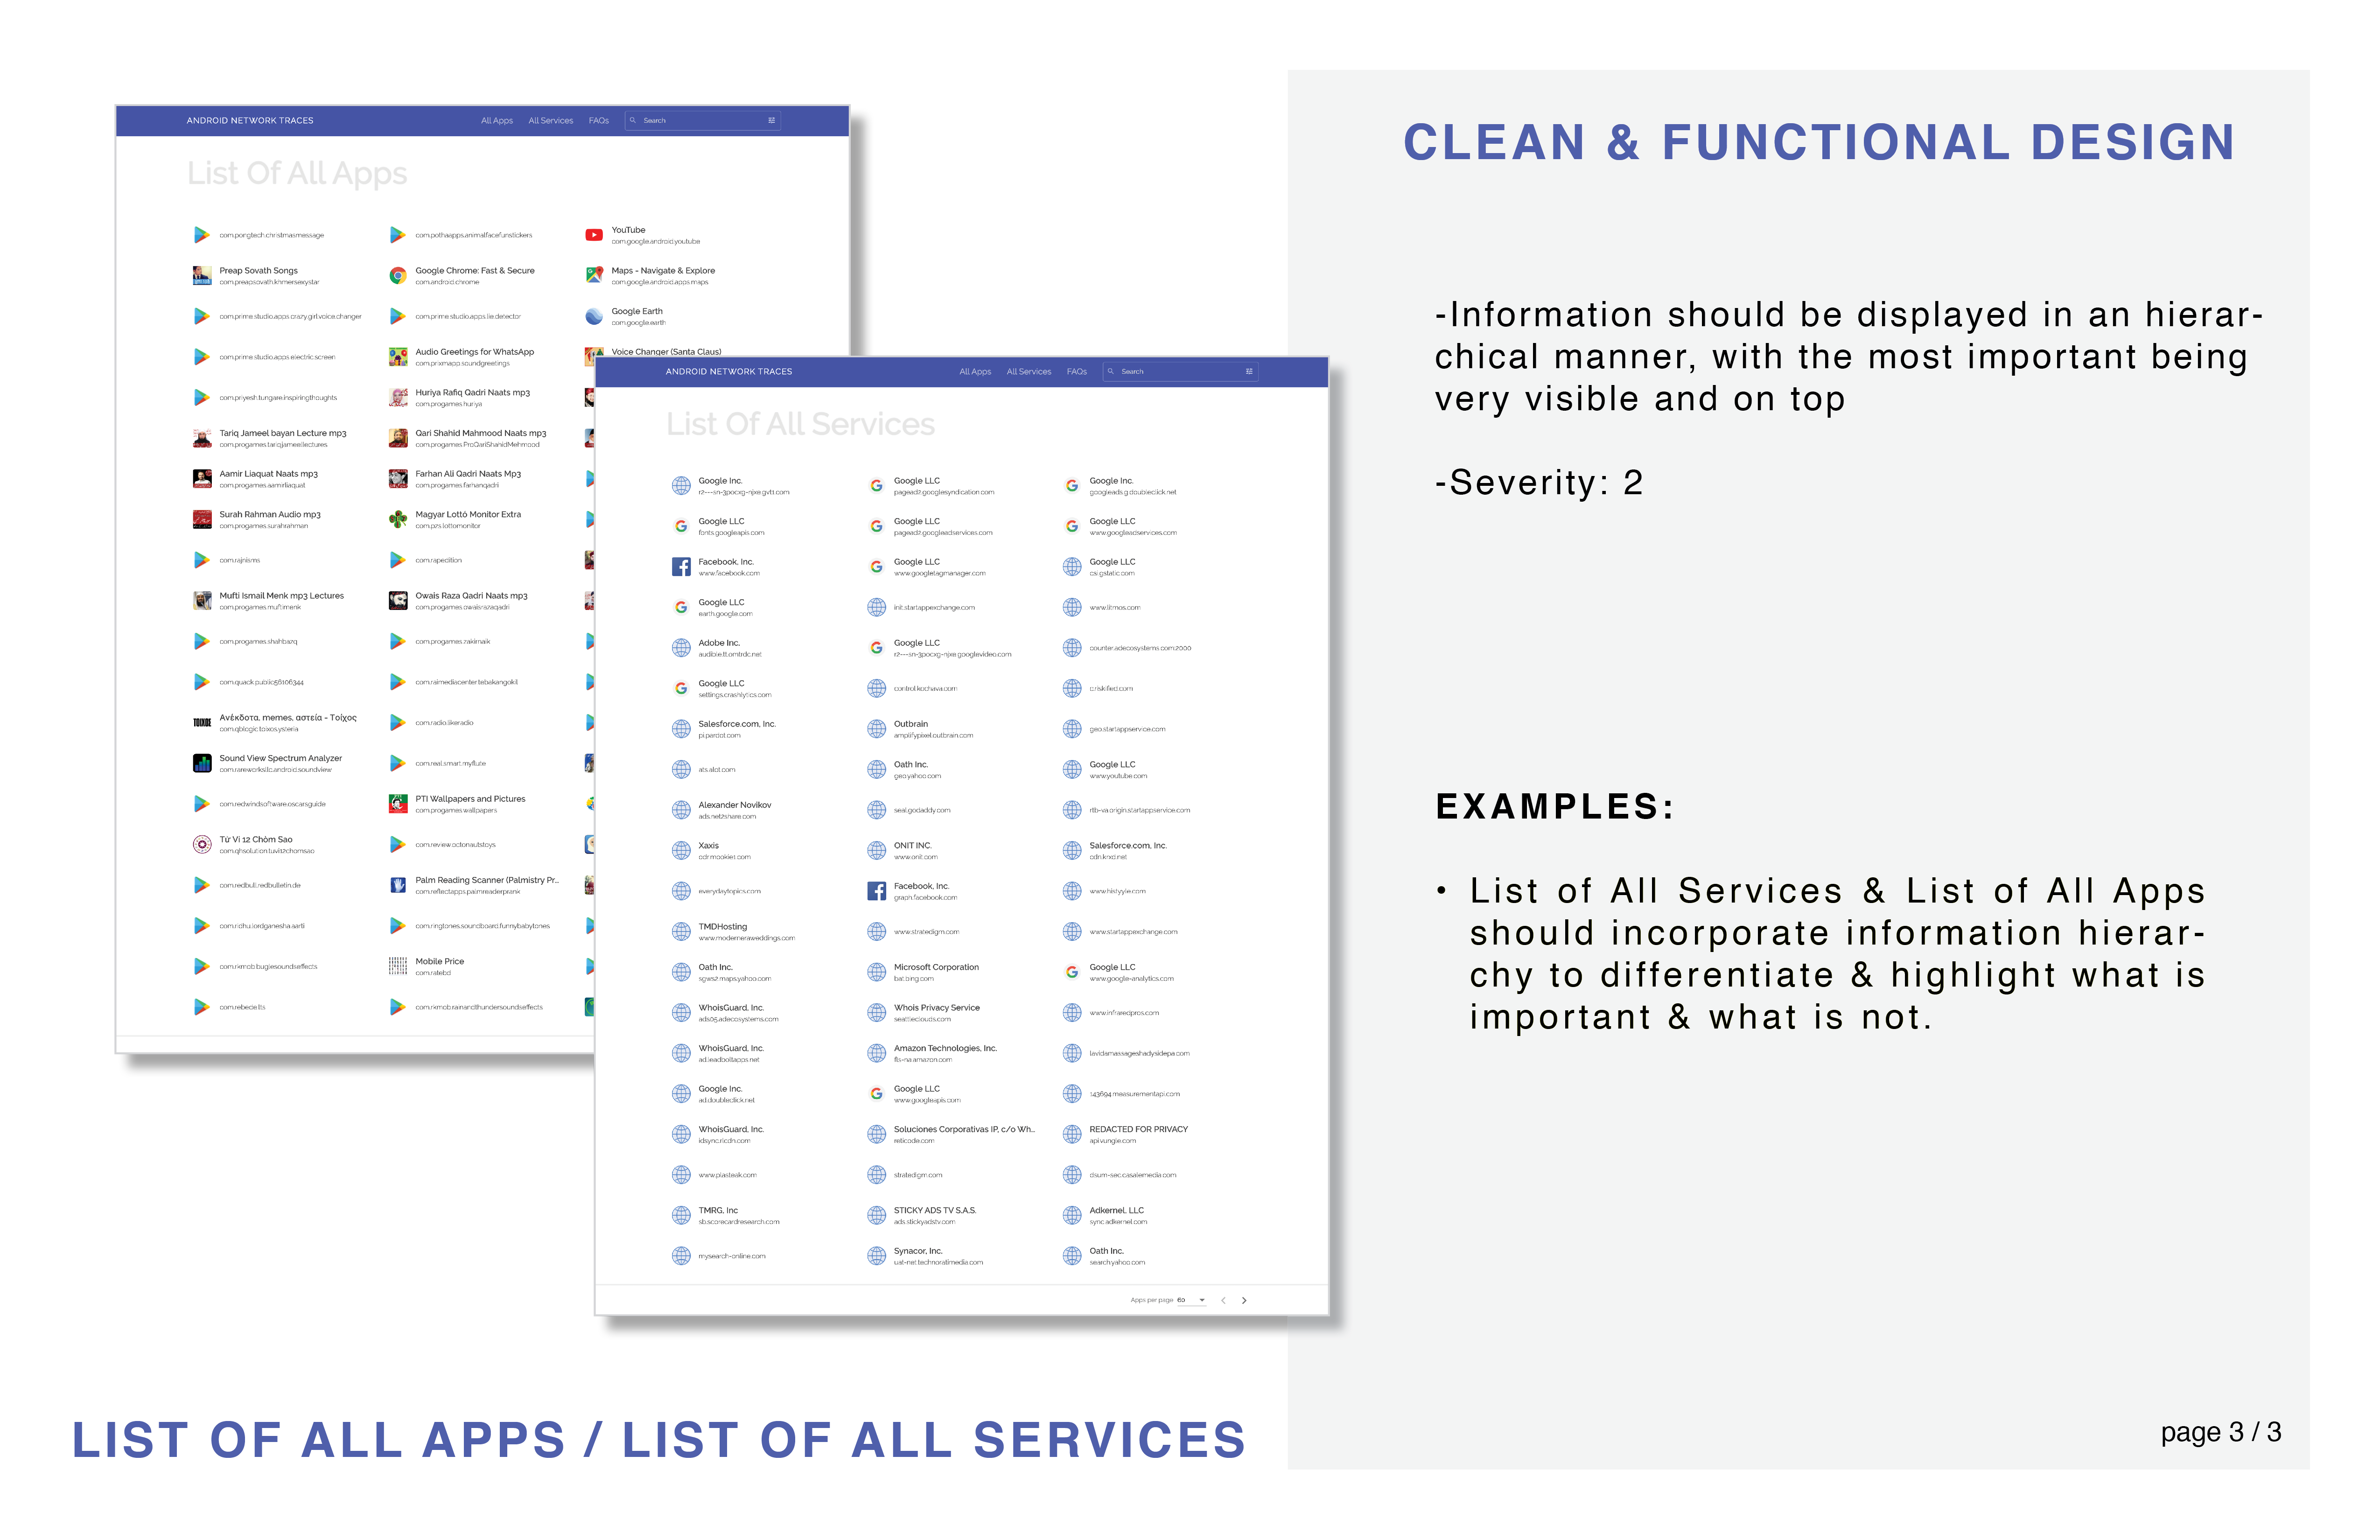 ANDROID NETWORK TRACES
All Apps
All Services
FAQs
Search
List Of All Apps
com.pongtech.christmasmessage
com.pothaapps.animalfacefunstickers
YouTube
com.google.android.youtube
Preap Sovath Songs
com.preapsovath.khmersexystar
Google Chrome: Fast & Secure
com.android.chrome
Maps - Navigate & Explore
com.google.android.apps.maps
com.prime.studio.apps.crazy.girl.voice.changer
com.prime.studio.apps.lie.detector
Google Earth
com.google.earth
com.prime.studio.apps.electric.screen
Audio Greetings for WhatsApp
com.prixmapp.soundgreetings
Voice Changer (Santa Claus)
com.priyesh.tungare.inspiringthoughts
Huriya Rafiq Qadri Naats mp3
com.progames.huriya
Tariq Jameel bayan Lecture mp3
com.progames.tariqjameellectures
Qari Shahid Mahmood Naats mp3
com.progames.ProQariShahidMehmood
Aamir Liaquat Naats mp3
com.progames.aamirliaquat
Farhan Ali Qadri Naats Mp3
com.progames.farhanqadri
Surah Rahman Audio mp3
com.progames.surahrahman
Magyar Lottó Monitor Extra
com.pzs.lottomonitor
com.rajnisms
com.rapedition
Mufti Ismail Menk mp3 Lectures
com.progames.muftimenk
Owais Raza Qadri Naats mp3
com.progames.owaisrazaqadri
com.progames.shahbazq
com.progames.zakirnaik
com.quack.public56106344
com.raimediacenter.tebakangokil
TOIXOE
Ανέκδοτα, memes, αστεία - Τοίχος
com.qblogic.toixos.ysteria
com.radio.likeradio
Sound View Spectrum Analyzer
com.rareworksllc.android.soundview
com.real.smart.myflute
com.redwindsoftware.oscarsguide
PTI Wallpapers and Pictures
com.progames.wallpapers
Tử Vi 12 Chòm Sao
com.qhsolution.tuvi12chomsao
com.review.octonautstoys
com.redbull.redbulletin.de
Palm Reading Scanner (Palmistry Pr...
com.reflectapps.palmreaderprank
com.ridhu.lordganesha.aarti
com.ringtones.soundboard.funnybabytones
com.rkmob.buglesoundseffects
Mobile Price
com.ratebd
com.rebede.lts
com.rkmob.rainandthundersoundseffects
ANDROID NETWORK TRACES
All Apps
All Services
FAQs
Search
List Of All Services
Google Inc.
r2---sn-3pocxg-njxe.gvt1.com
Google LLC
pagead2.googlesyndication.com
Google Inc.
googleads.g.doubleclick.net
Google LLC
fonts.googleapis.com
Google LLC
pagead2.googleadservices.com
Google LLC
www.googleadservices.com
Facebook, Inc.
www.facebook.com
Google LLC
www.googletagmanager.com
Google LLC
csi.gstatic.com
Google LLC
earth.google.com
init.startappexchange.com
www.litmos.com
Adobe Inc.
audible.tt.omtrdc.net
Google LLC
r2---sn-3pocxg-njxe.googlevideo.com
counter.adecosystems.com:2000
Google LLC
settings.crashlytics.com
control.kochava.com
c.riskified.com
Salesforce.com, Inc.
pi.pardot.com
Outbrain
amplifypixel.outbrain.com
geo.startappservice.com
ats.alot.com
Oath Inc.
geo.yahoo.com
Google LLC
www.youtube.com
Alexander Novikov
ads.net2share.com
seal.godaddy.com
rtb-va.origin.startappservice.com
Xaxis
odr.mookie1.com
ONIT INC.
www.onit.com
Salesforce.com, Inc.
cdn.krxd.net
everydaytopics.com
Facebook, Inc.
graph.facebook.com
www.histyyle.com
TMDHosting
www.moderneraweddings.com
www.stratedigm.com
www.startappexchange.com
Oath Inc.
sgws2.maps.yahoo.com
Microsoft Corporation
bat.bing.com
Google LLC
www.google-analytics.com
WhoisGuard, Inc.
ads05.adecosystems.com
Whois Privacy Service
seattleclouds.com
www.infraredpros.com
WhoisGuard, Inc.
ad.leadboltapps.net
Amazon Technologies, Inc.
fls-na.amazon.com
lavidamassageshadysidepa.com
Google Inc.
ad.doubleclick.net
Google LLC
www.googleapis.com
143694.measurementapi.com
WhoisGuard, Inc.
idsync.rlcdn.com
Soluciones Corporativas IP, c/o Wh...
reticode.com
REDACTED FOR PRIVACY
api.vungle.com
www.plasteak.com
stratedigm.com
dsum-sec.casalemedia.com
TMRG, Inc
sb.scorecardresearch.com
STICKY ADS TV S.A.S.
ads.stickyadstv.com
Adkernel, LLC
sync.adkernel.com
mysearch-online.com
Synacor, Inc.
uat-net.technoratimedia.com
Oath Inc.
search.yahoo.com
Apps per page: 60
CLEAN & FUNCTIONAL DESIGN
-Information should be displayed in an hierar-
chical manner, with the most important being
very visible and on top
-Severity: 2
EXAMPLES:
• List of All Services & List of All Apps
should incorporate information hierar-
chy to differentiate & highlight what is
important & what is not.
LIST OF ALL APPS / LIST OF ALL SERVICES
page 3 / 3